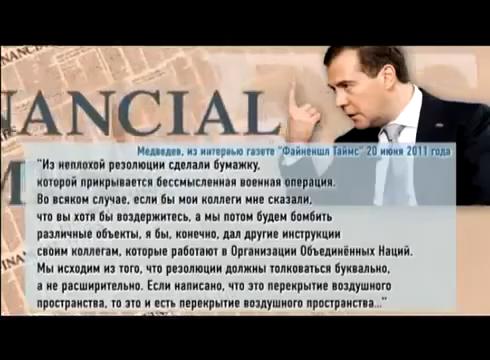 NANCIAL
Медведев, из интервью газете "Файненшл Таймс" 20 июня 2011 года
"Из неплохой резолюции сделали бумажку,
которой прикрывается бессмысленная военная операция.
Во всяком случае, если бы мои коллеги мне сказали,
что вы хотя бы воздержитесь, а мы потом будем бомбить
различные объекты, я бы, конечно, дал другие инструкции
своим коллегам, которые работают в Организации Объединённых Наций.
Мы исходим из того, что резолюции должны толковаться буквально,
а не расширительно. Если написано, что это перекрытие воздушного
пространства, то это и есть перекрытие воздушного пространства..."